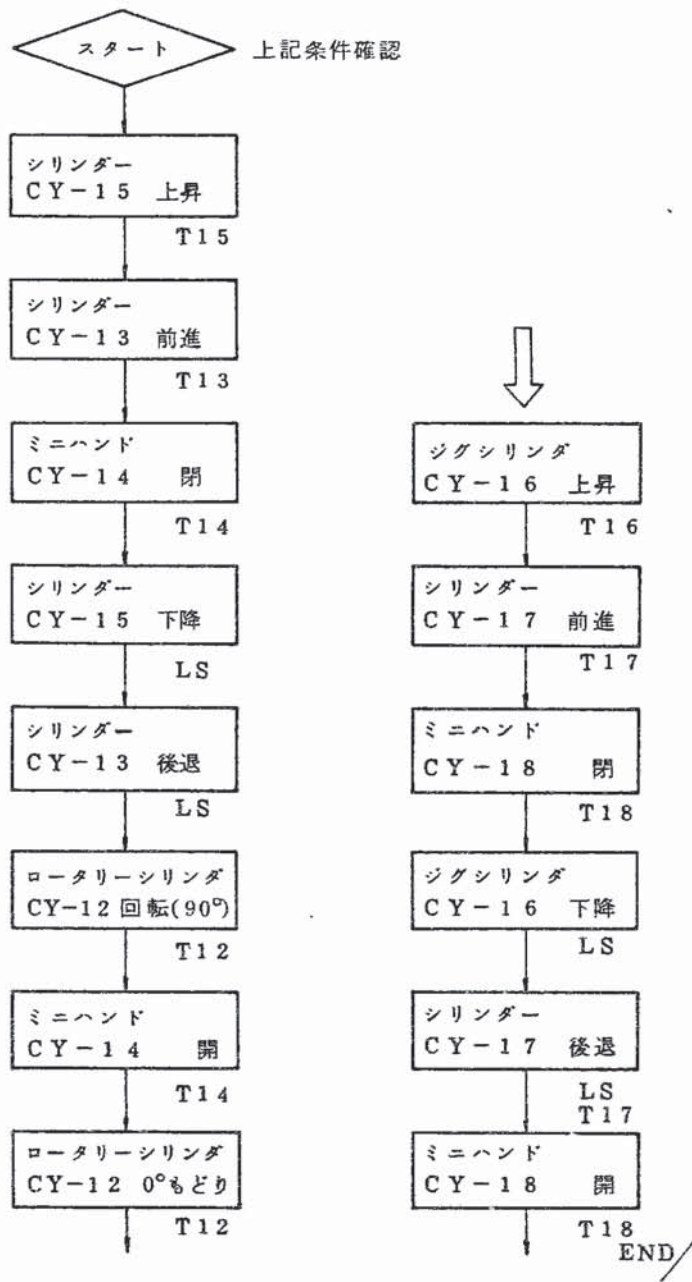 スタート
上記条件確認
シリンダー
CY-15 上昇
T15
シリンダー
CY-13 前進
T13
ミニハンド
CY-14 閉
T14
シリンダー
CY-15 下降
LS
シリンダー
CY-13 後退
LS
ロータリーシリンダ
CY-12 回転(90°)
T12
ミニハンド
CY-14 開
T14
ロータリーシリンダ
CY-12 0°もどり
T12
ジグシリンダ
CY-16 上昇
T16
シリンダー
CY-17 前進
T17
ミニハンド
CY-18 閉
T18
ジグシリンダ
CY-16 下降
LS
シリンダー
CY-17 後退
LS
T17
ミニハンド
CY-18 開
T18
END